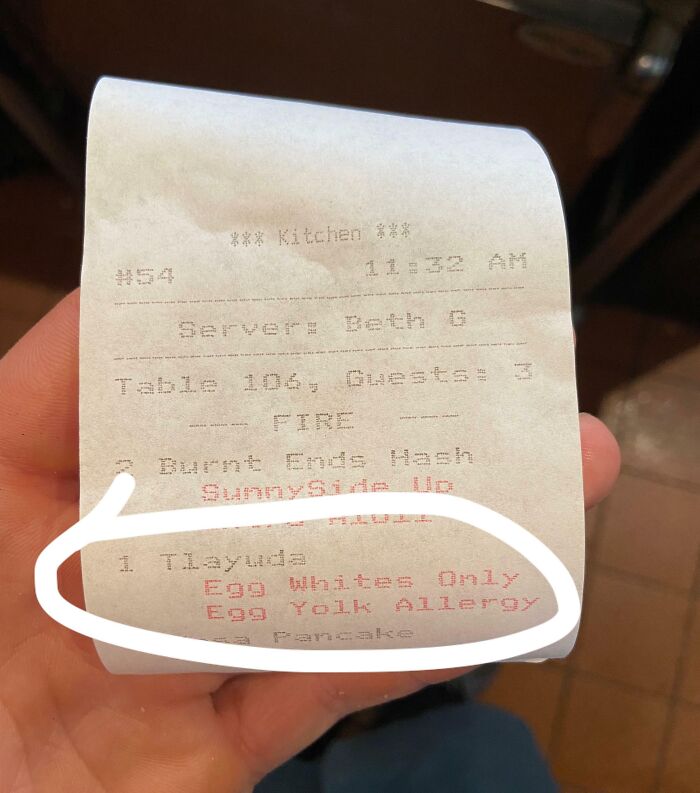 *** Kitchen ***
#54 11:32 AM
Server: Beth G
Table 106, Guests: 3
---- FIRE ----
2 Burnt Ends Hash
SunnySide Up
1 Tlayuda
Egg Whites Only
Egg Yolk Allergy
Pancake